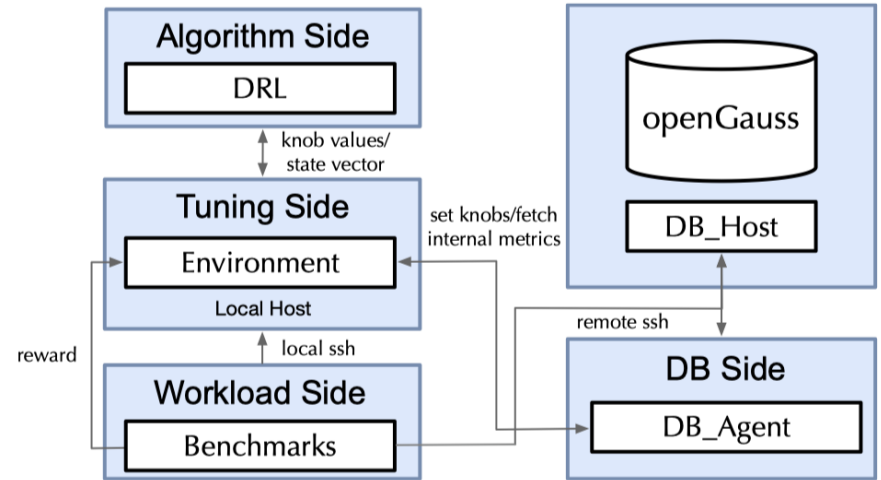 Algorithm Side
DRL
knob values/
state vector
Tuning Side
Environment
Local Host
set knobs/fetch
internal metrics
openGauss
DB_Host
remote ssh
reward
local ssh
Workload Side
Benchmarks
DB Side
DB_Agent